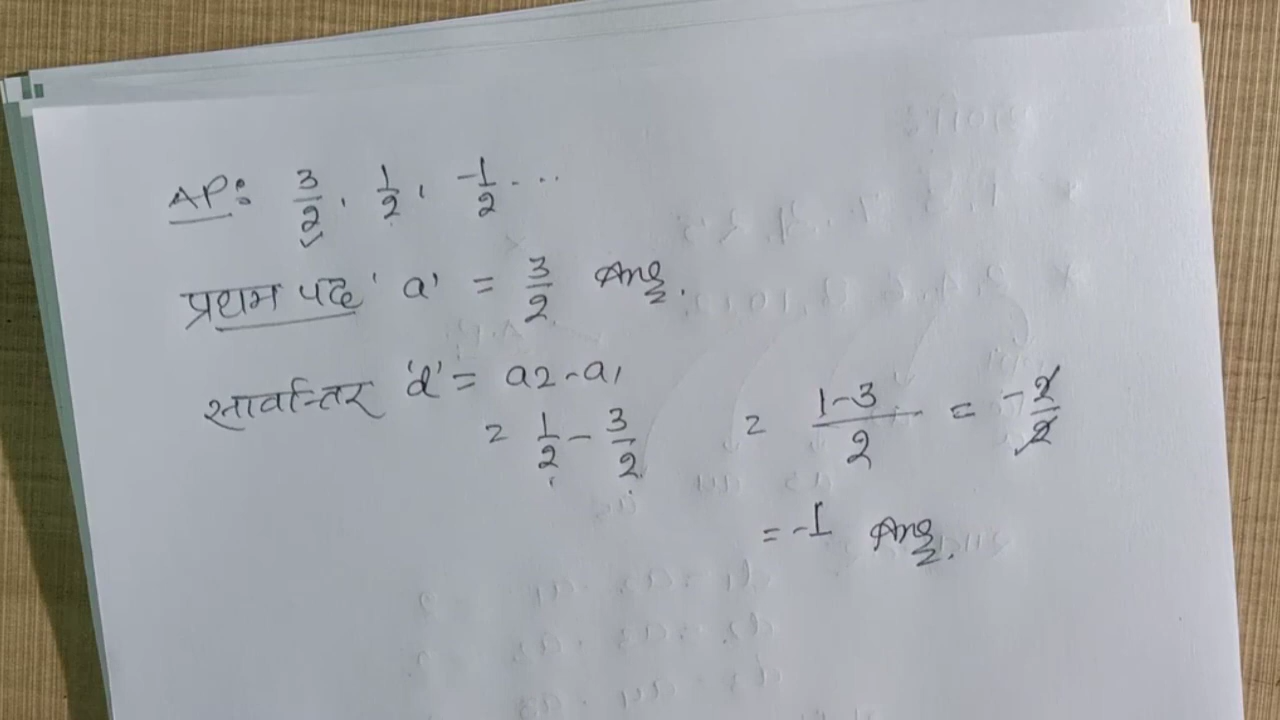 AP: 3/2, 1/2, -1/2 ...
प्रथम पद 'a' = 3/2 Ans.
सार्वान्तर 'd' = a2-a1
= 1/2 - 3/2 = 1-3/2 = -2/2
= -1 Ans.